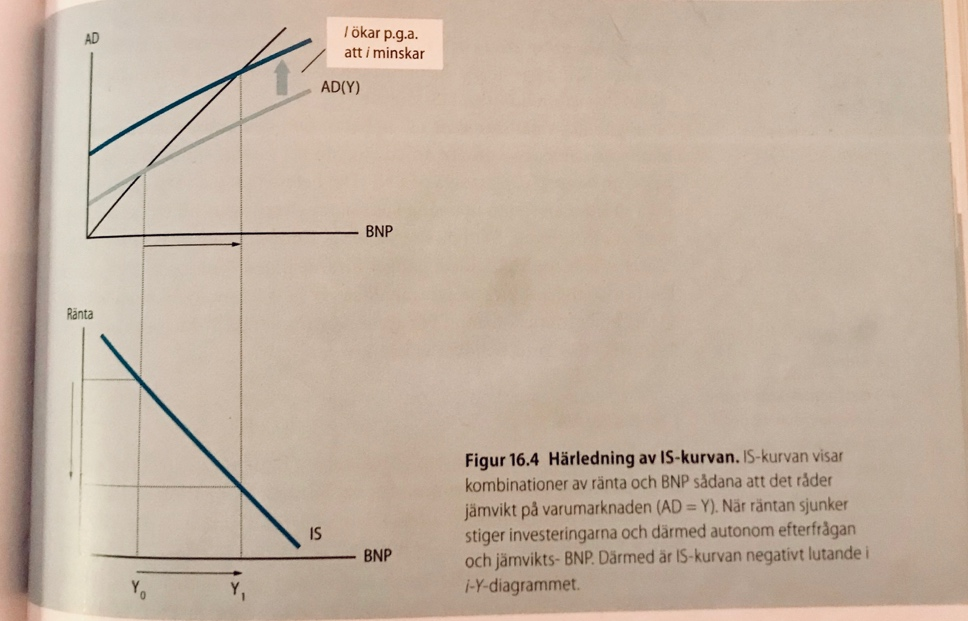 AD
I ökar p.g.a.
att i minskar
AD(Y)
BNP
Ränta
IS
BNP
Y₀
Y₁
Figur 16.4 Härledning av IS-kurvan. IS-kurvan visar
kombinationer av ränta och BNP sådana att det råder
jämvikt på varumarknaden (AD = Y). När räntan sjunker
stiger investeringarna och därmed autonom efterfrågan
och jämvikts- BNP. Därmed är IS-kurvan negativt lutande i
i-Y-diagrammet.